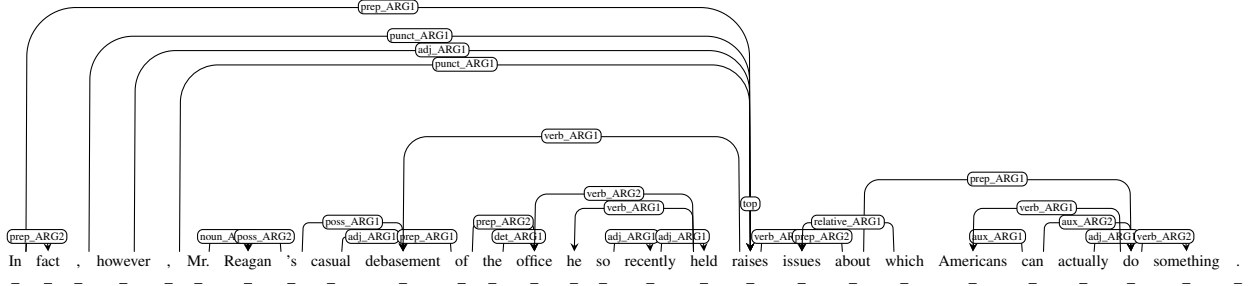 prep_ARG1
punct_ARG1
adj_ARG1
punct_ARG1
verb_ARG1
prep_ARG1
verb_ARG2
top
verb_ARG1 verb_ARG1
poss_ARG1 prep_ARG2 relative_ARG1 aux_ARG2
prep_ARG2 poss_ARG2 adj_ARG1 prep_ARG1 det_ARG1 adj_ARG1 adj_ARG1 prep_ARG2 aux_ARG1 verb_ARG2
In fact , however , Mr. Reagan 's casual debasement of the office he so recently held raises issues about which Americans can actually do something .
_ _ _ _ _ _ _ _ _ _ _ _ _ _ _ _ _ _ _ _ _ _ _ _ _ _ _